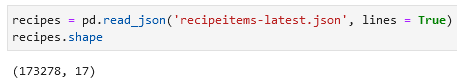 recipes = pd.read_json('recipeitems-latest.json', lines = True)
recipes.shape
(173278, 17)